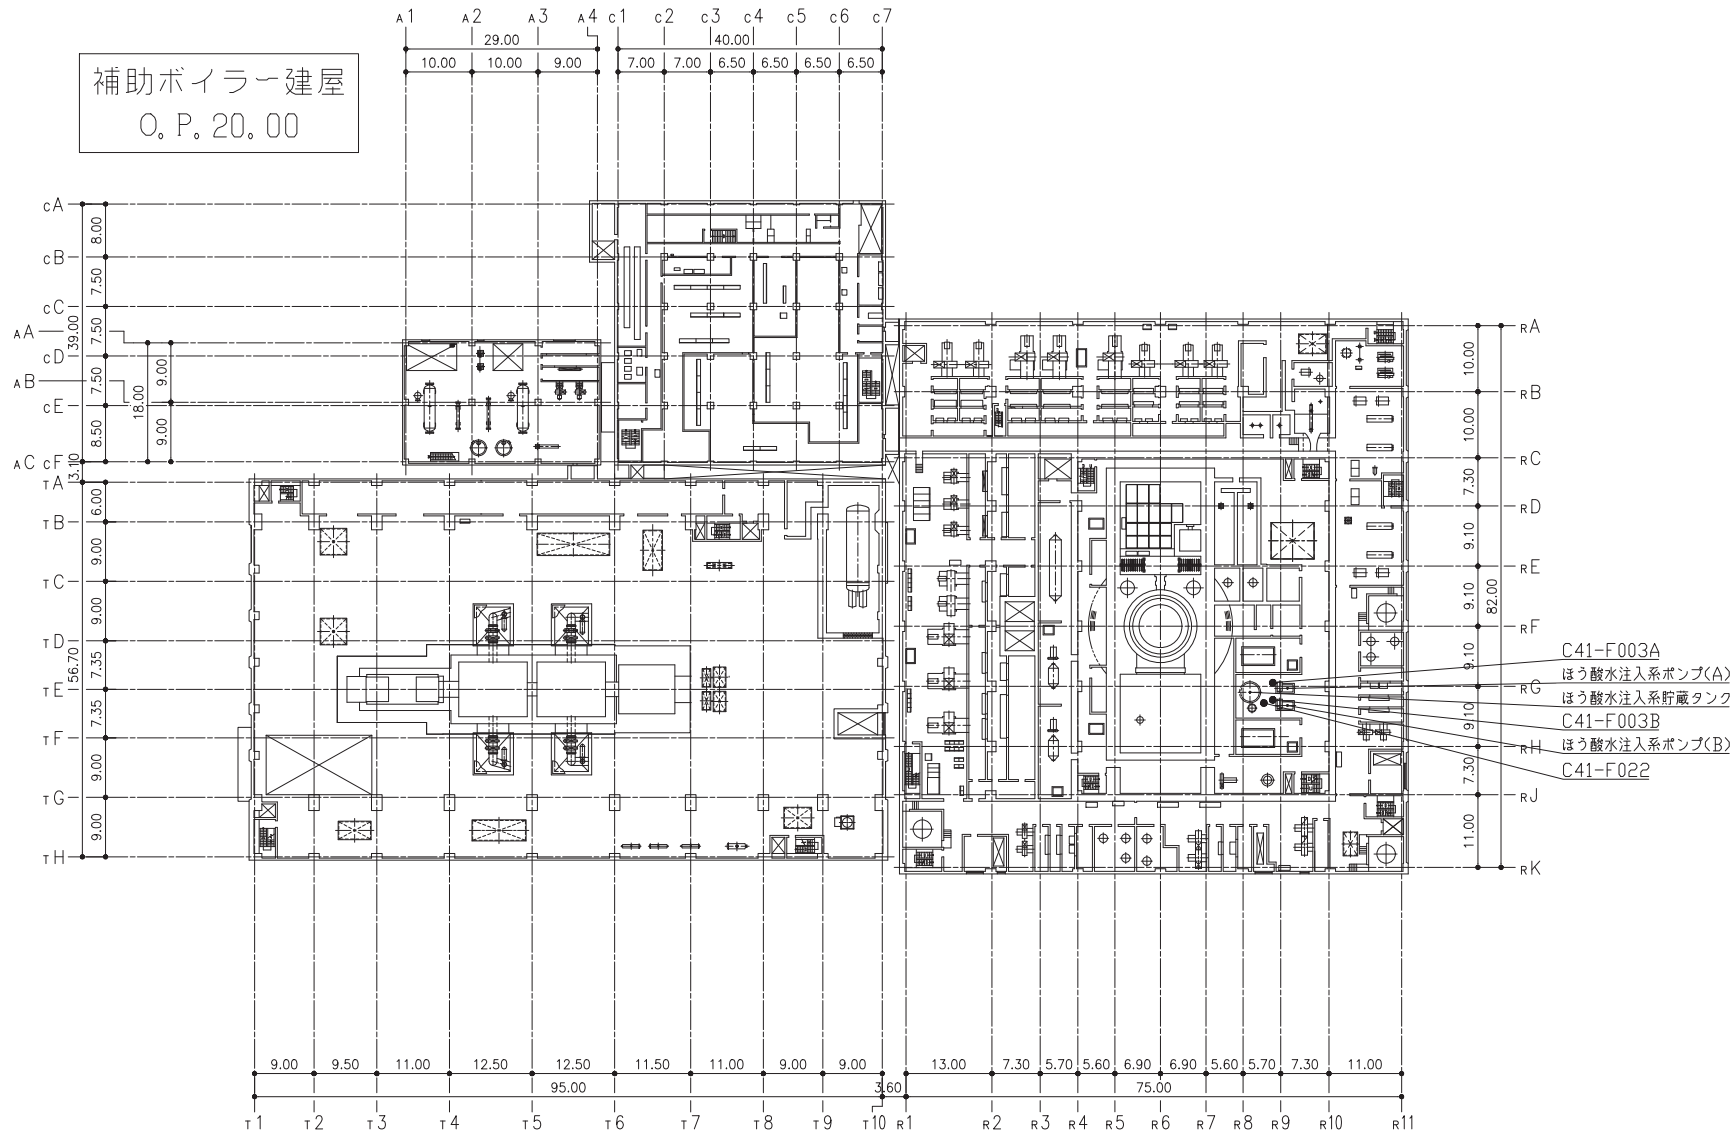 A1 A2 A3 A4 C1 C2 C3 C4 C5 C6 C7
29.00 40.00
10.00 10.00 9.00 7.00 7.00 6.50 6.50 6.50 6.50
補助ボイラー建屋
O.P.20.00
CA
8.00
CB
7.50
CC
39.00
7.50
AA
CD
7.50
AB
18.00
9.00
9.00
CE
8.50
AC CF
3.10
TA
6.00
TB
9.00
TC
9.00
TD
56.70
7.35
TE
7.35
TF
9.00
TG
9.00
TH
RA
10.00
RB
10.00
RC
7.30
RD
9.10
RE
9.10
82.00
RF
9.10
RG
9.10
RH
7.30
RJ
11.00
RK
C41-F003A
ほう酸水注入系ポンプ(A)
ほう酸水注入系貯蔵タンク
C41-F003B
ほう酸水注入系ポンプ(B)
C41-F022
9.00 9.50 11.00 12.50 12.50 11.50 11.00 9.00 9.00 13.00 7.30 5.70 5.60 6.90 6.90 5.60 5.70 7.30 11.00
95.00 3.60 75.00
T1 T2 T3 T4 T5 T6 T7 T8 T9 T10 R1 R2 R3 R4 R5 R6 R7 R8 R9 R10 R11